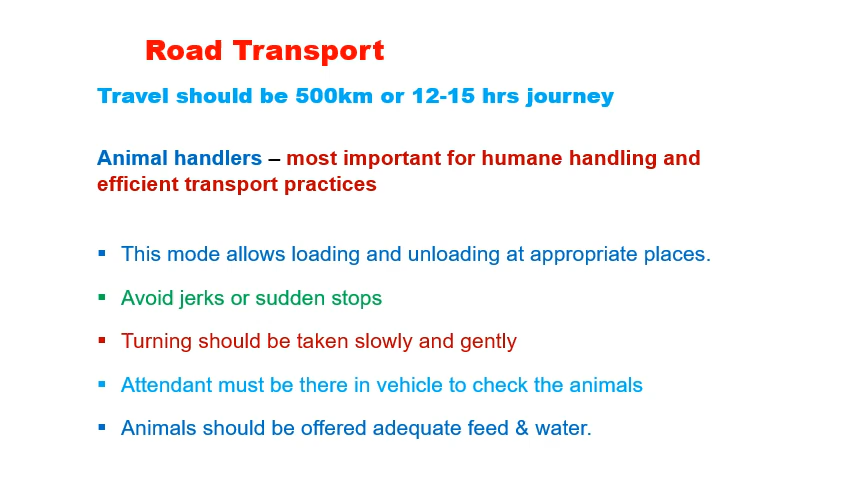 Road Transport
Travel should be 500km or 12-15 hrs journey
Animal handlers – most important for humane handling and
efficient transport practices
▪ This mode allows loading and unloading at appropriate places.
▪ Avoid jerks or sudden stops
▪ Turning should be taken slowly and gently
▪ Attendant must be there in vehicle to check the animals
▪ Animals should be offered adequate feed & water.